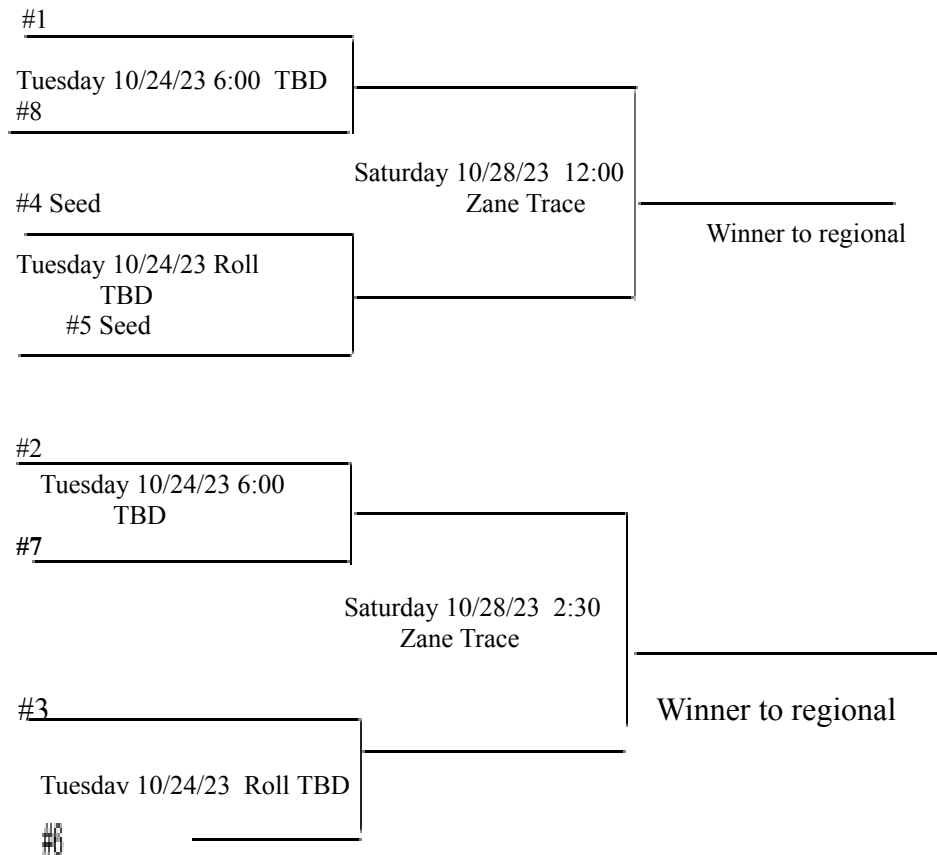 #1
Tuesday 10/24/23 6:00 TBD
#8
Saturday 10/28/23 12:00
Zane Trace
#4 Seed
Winner to regional
Tuesday 10/24/23 Roll
TBD
#5 Seed
#2
Tuesday 10/24/23 6:00
TBD
#7
Saturday 10/28/23 2:30
Zane Trace
#3
Winner to regional
Tuesday 10/24/23 Roll TBD
#6